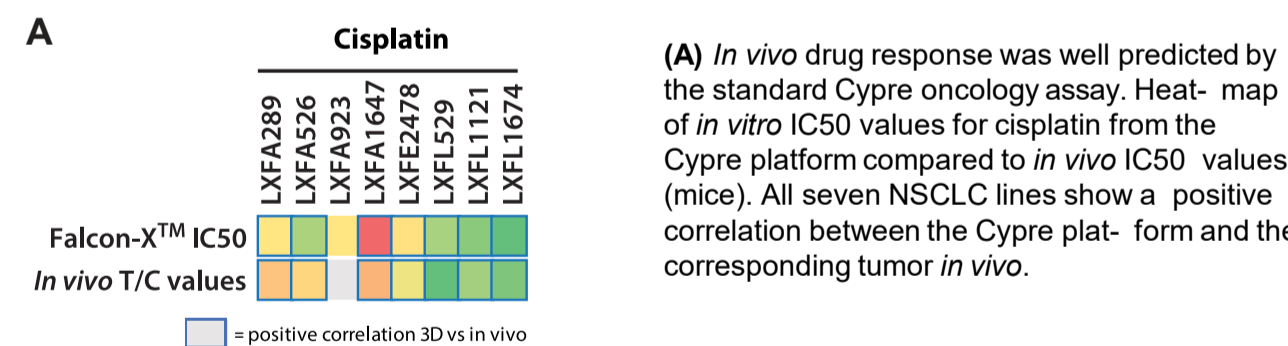 A
Cisplatin
LXFA289
LXFA526
LXFA923
LXFA1647
LXFE2478
LXFL529
LXFL1121
LXFL1674
Falcon-X™ IC50
In vivo T/C values
= positive correlation 3D vs in vivo
(A) In vivo drug response was well predicted by
the standard Cypre oncology assay. Heat- map
of in vitro IC50 values for cisplatin from the
Cypre platform compared to in vivo IC50 values
(mice). All seven NSCLC lines show a positive
correlation between the Cypre plat- form and the
corresponding tumor in vivo.